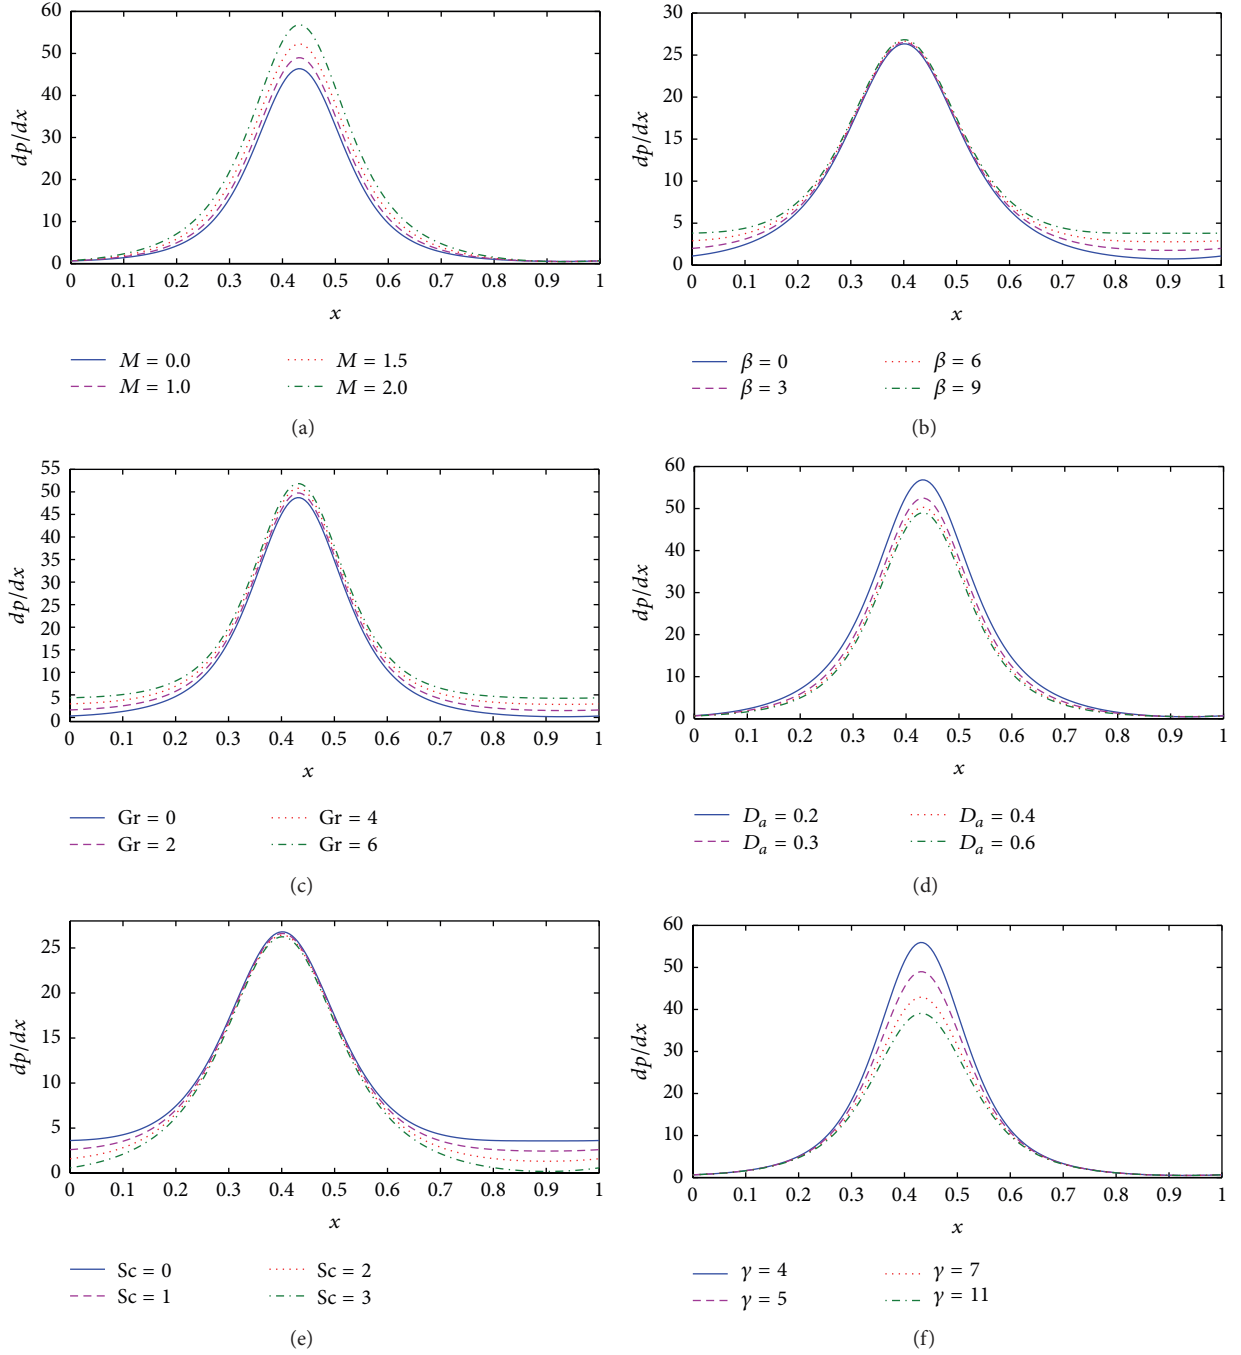 60
50
40
30
20
10
0
dp/dx
0 0.1 0.2 0.3 0.4 0.5 0.6 0.7 0.8 0.9 1
x
M = 0.0 M = 1.5
M = 1.0 M = 2.0
(a)
30
25
20
15
10
5
0
dp/dx
0 0.1 0.2 0.3 0.4 0.5 0.6 0.7 0.8 0.9 1
x
β = 0 β = 6
β = 3 β = 9
(b)
55
50
45
40
35
30
25
20
15
10
5
0
dp/dx
0 0.1 0.2 0.3 0.4 0.5 0.6 0.7 0.8 0.9 1
x
Gr = 0 Gr = 4
Gr = 2 Gr = 6
(c)
60
50
40
30
20
10
0
dp/dx
0 0.1 0.2 0.3 0.4 0.5 0.6 0.7 0.8 0.9 1
x
Da = 0.2 Da = 0.4
Da = 0.3 Da = 0.6
(d)
25
20
15
10
5
0
dp/dx
0 0.1 0.2 0.3 0.4 0.5 0.6 0.7 0.8 0.9 1
x
Sc = 0 Sc = 2
Sc = 1 Sc = 3
(e)
60
50
40
30
20
10
0
dp/dx
0 0.1 0.2 0.3 0.4 0.5 0.6 0.7 0.8 0.9 1
x
γ = 4 γ = 7
γ = 5 γ = 11
(f)